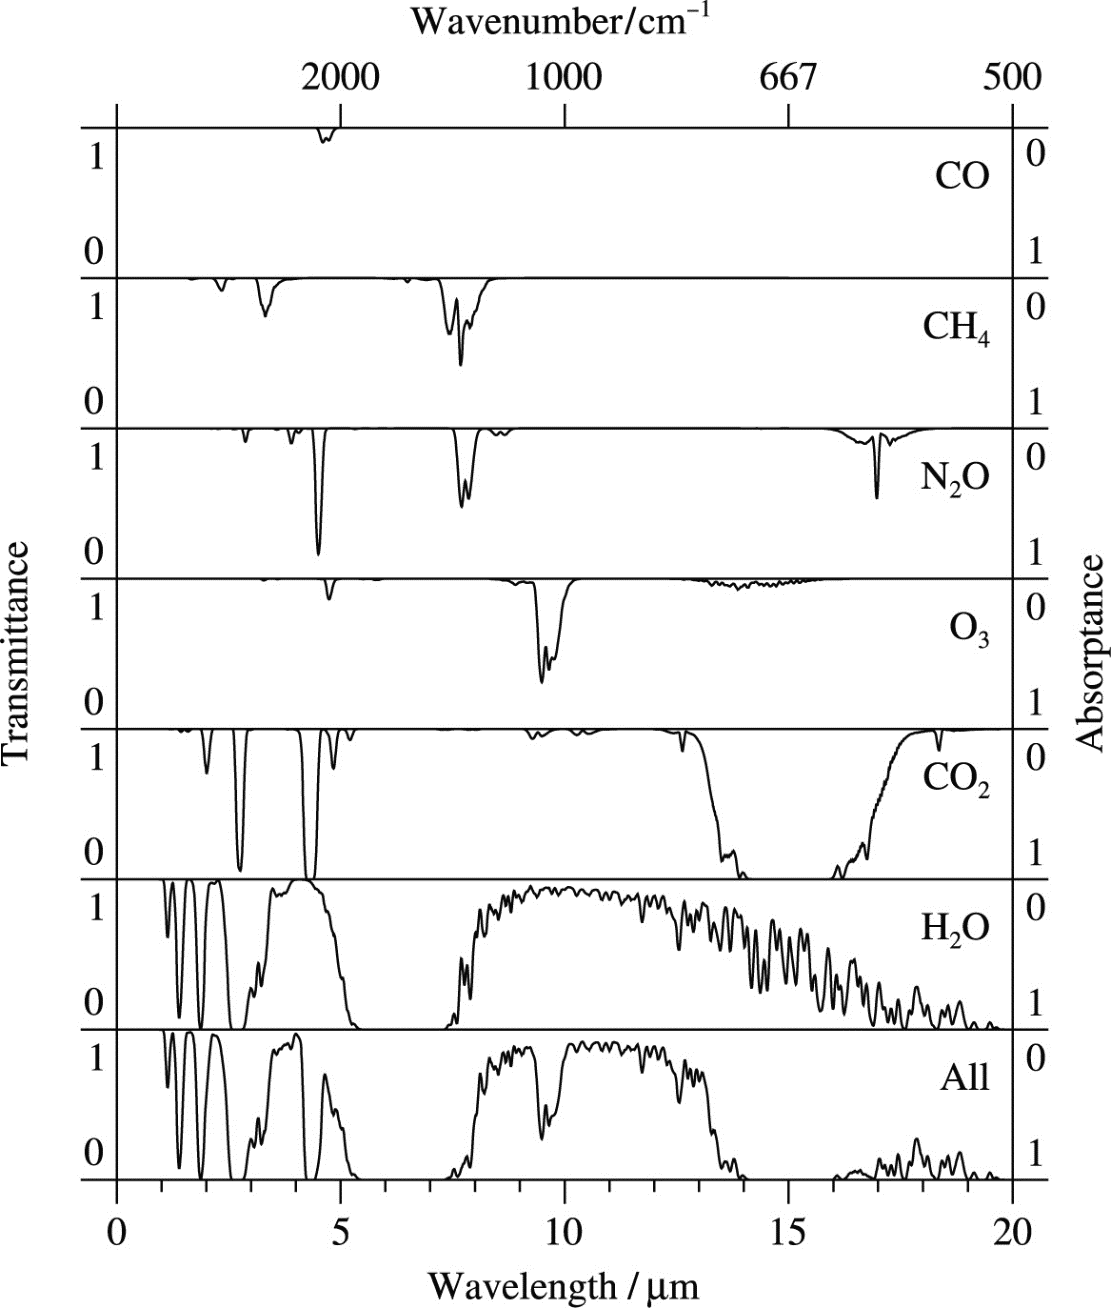 Wavenumber/cm⁻¹
2000 1000 667 500
1 0
CO
0 1
1 0
CH₄
0 1
1 0
N₂O
0 1
1 0
O₃
0 1
1 0
CO₂
0 1
1 0
H₂O
0 1
1 0
All
0 1
0 5 10 15 20
Wavelength / μm
Transmittance
Absorptance